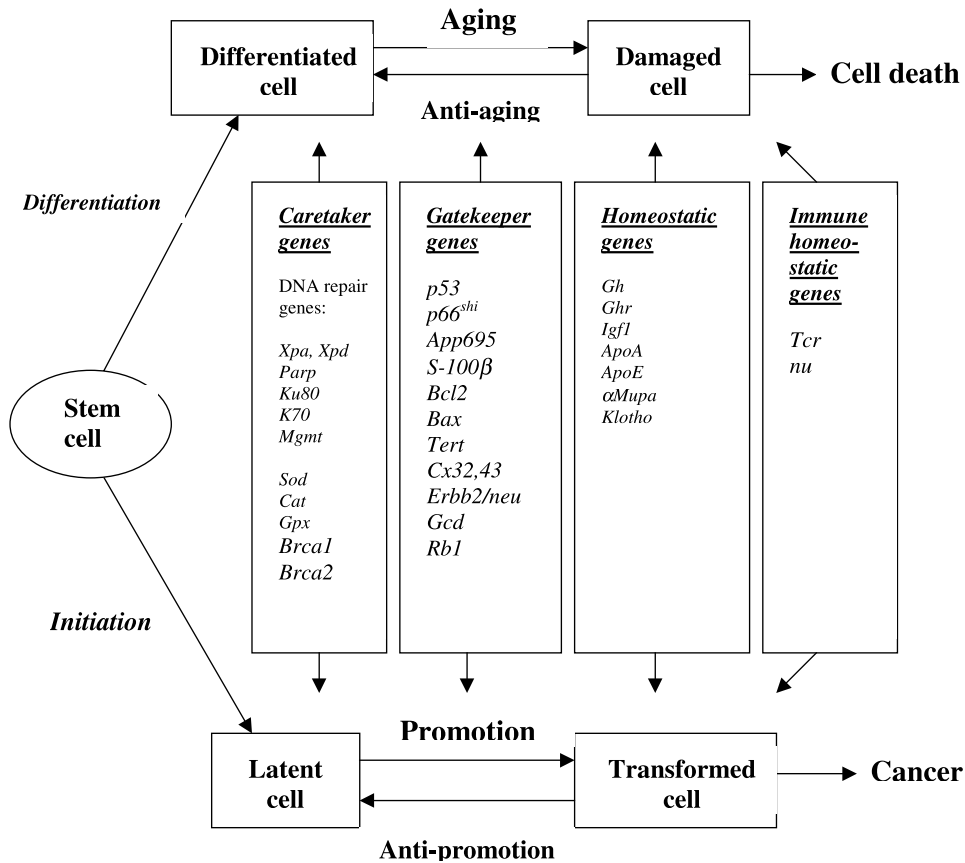 Aging
Differentiated
cell
Damaged
cell
Cell death
Anti-aging
Differentiation
Caretaker
genes
DNA repair
genes:
Xpa, Xpd
Parp
Ku80
K70
Mgmt
Sod
Cat
Gpx
Brca1
Brca2
Gatekeeper
genes
p53
p66shi
App695
S-100β
Bcl2
Bax
Tert
Cx32,43
Erbb2/neu
Gcd
Rb1
Homeostatic
genes
Gh
Ghr
Igf1
ApoA
ApoE
αMupa
Klotho
Immune
homeo-
static
genes
Tcr
nu
Stem
cell
Initiation
Promotion
Latent
cell
Transformed
cell
Cancer
Anti-promotion